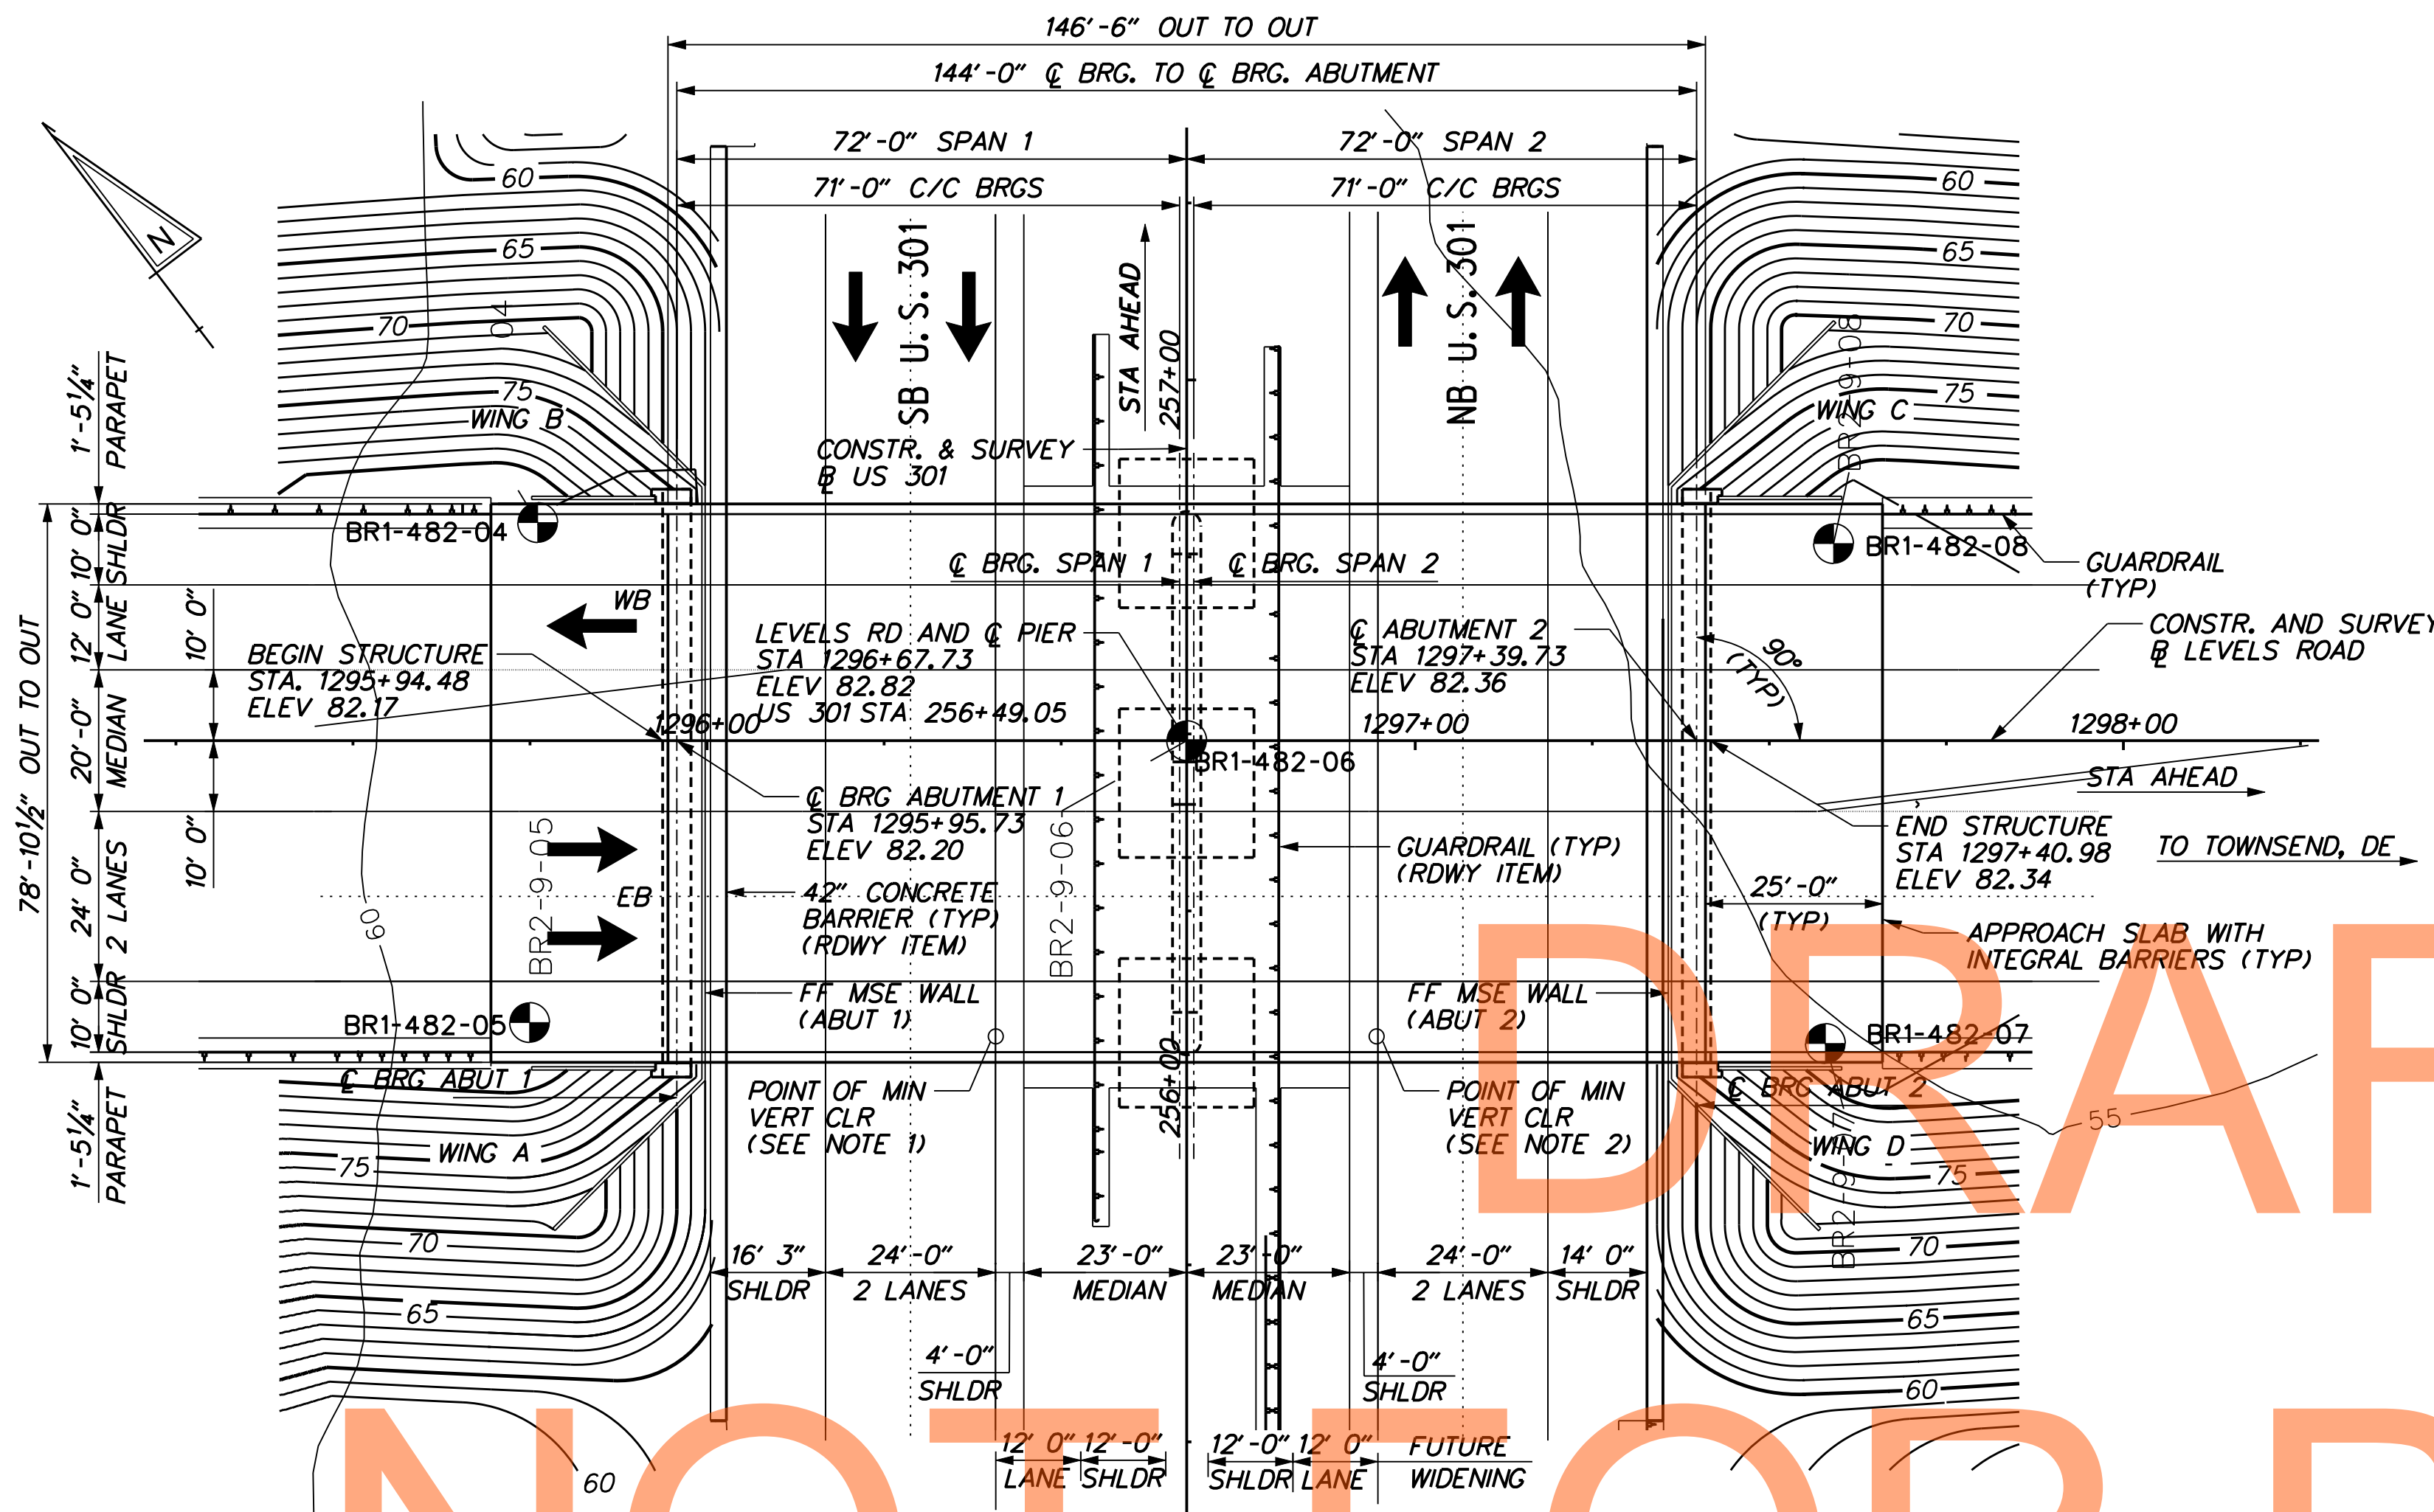 146'-6" OUT TO OUT
144'-0" ℄ BRG. TO ℄ BRG. ABUTMENT
72'-0" SPAN 1
72'-0" SPAN 2
71'-0" C/C BRGS
71'-0" C/C BRGS
N
60
65
70
75
WING B
60
65
70
75
WING C
BR2-9-08
SB U.S. 301
STA AHEAD
257+00
NB U.S. 301
CONSTR. & SURVEY
B US 301
1'-5¼"
PARAPET
10' 0"
SHLDR
12' 0"
LANE
20'-0"
MEDIAN
24' 0"
2 LANES
10' 0"
SHLDR
1'-5¼"
PARAPET
78'-10½" OUT TO OUT
10' 0"
10' 0"
BR1-482-04
BR1-482-08
GUARDRAIL
(TYP)
℄ BRG. SPAN 1
℄ BRG. SPAN 2
WB
BEGIN STRUCTURE
STA. 1295+94.48
ELEV 82.17
LEVELS RD AND ℄ PIER
STA 1296+67.73
ELEV 82.82
US 301 STA 256+49.05
℄ ABUTMENT 2
STA 1297+39.73
ELEV 82.36
90°
(TYP)
CONSTR. AND SURVEY
B LEVELS ROAD
1296+00
1297+00
1298+00
BR1-482-06
STA AHEAD
℄ BRG ABUTMENT 1
STA 1295+95.73
ELEV 82.20
END STRUCTURE
STA 1297+40.98
ELEV 82.34
TO TOWNSEND, DE
BR2-9-05
BR2-9-06
GUARDRAIL (TYP)
(RDWY ITEM)
42" CONCRETE
BARRIER (TYP)
(RDWY ITEM)
EB
60
25'-0"
(TYP)
APPROACH SLAB WITH
INTEGRAL BARRIERS (TYP)
FF MSE WALL
(ABUT 1)
FF MSE WALL
(ABUT 2)
BR1-482-05
BR1-482-07
256+00
℄ BRG ABUT 1
℄ BRG ABUT 2
POINT OF MIN
VERT CLR
(SEE NOTE 1)
POINT OF MIN
VERT CLR
(SEE NOTE 2)
55
WING A
75
70
65
60
WING D
75
70
65
60
16' 3"
SHLDR
24'-0"
2 LANES
23'-0"
MEDIAN
23'-0"
MEDIAN
24'-0"
2 LANES
14' 0"
SHLDR
4'-0"
SHLDR
4'-0"
SHLDR
12' 0"
LANE
12'-0"
SHLDR
12'-0"
SHLDR
12' 0"
LANE
FUTURE
WIDENING
NOT FOR